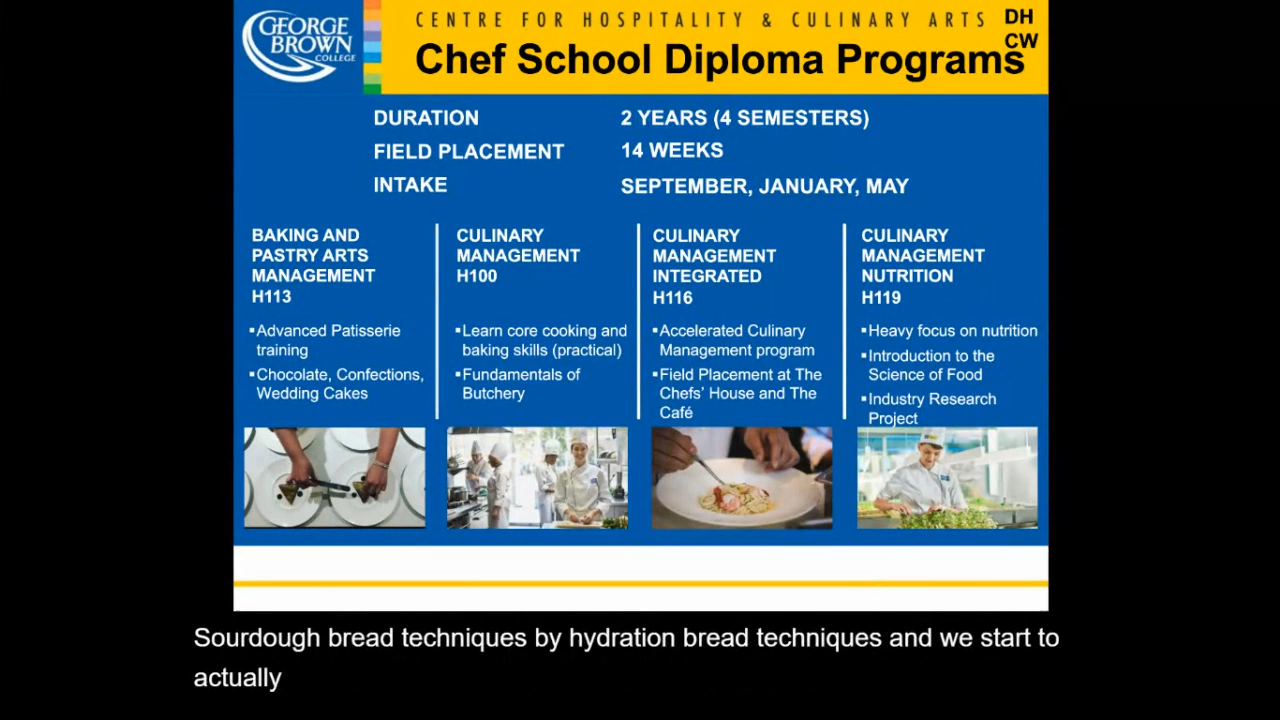 GEORGE
BROWN
COLLEGE
CENTRE FOR HOSPITALITY & CULINARY ARTS
DH
CW
Chef School Diploma Programs
DURATION 2 YEARS (4 SEMESTERS)
FIELD PLACEMENT 14 WEEKS
INTAKE SEPTEMBER, JANUARY, MAY
BAKING AND
PASTRY ARTS
MANAGEMENT
H113
▪Advanced Patisserie
training
▪Chocolate, Confections,
Wedding Cakes
CULINARY
MANAGEMENT
H100
▪Learn core cooking and
baking skills (practical)
▪Fundamentals of
Butchery
CULINARY
MANAGEMENT
INTEGRATED
H116
▪Accelerated Culinary
Management program
▪Field Placement at The
Chefs’ House and The
Café
CULINARY
MANAGEMENT
NUTRITION
H119
▪Heavy focus on nutrition
▪Introduction to the
Science of Food
▪Industry Research
Project
Sourdough bread techniques by hydration bread techniques and we start to
actually